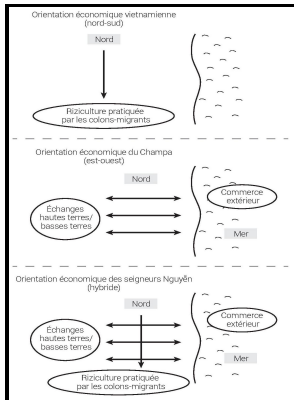 Orientation économique vietnamienne
(nord-sud)
Nord
Riziculture pratiquée
par les colons-migrants
Orientation économique du Champa
(est-ouest)
Nord
Échanges
hautes terres/
basses terres
Commerce
extérieur
Mer
Orientation économique des seigneurs Nguyễn
(hybride)
Nord
Échanges
hautes terres/
basses terres
Commerce
extérieur
Mer
Riziculture pratiquée
par les colons-migrants